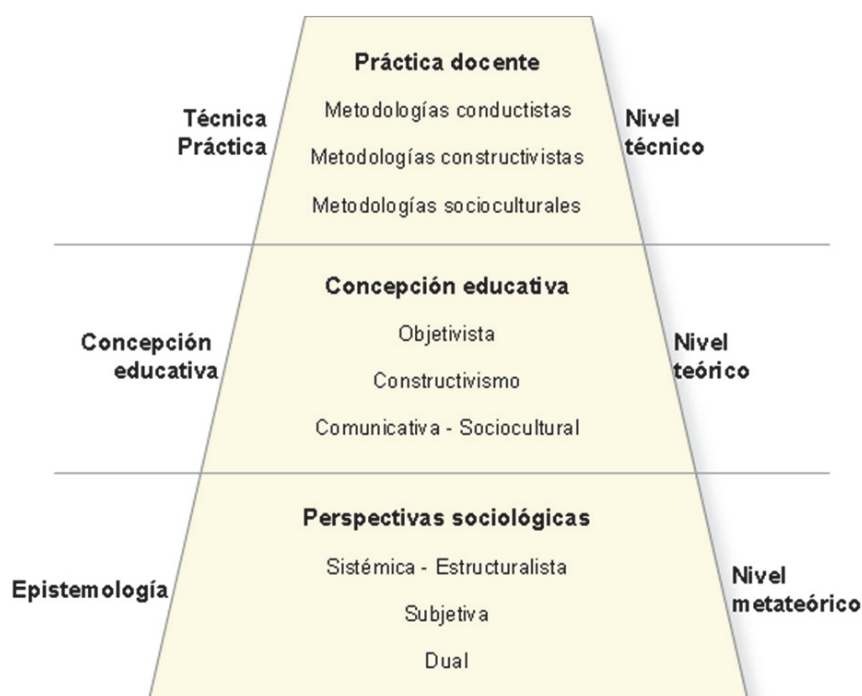 Práctica docente
Técnica
Práctica
Metodologías conductistas
Metodologías constructivistas
Metodologías socioculturales
Nivel
técnico
Concepción educativa
Concepción
educativa
Objetivista
Constructivismo
Comunicativa - Sociocultural
Nivel
teórico
Perspectivas sociológicas
Epistemología
Sistémica - Estructuralista
Subjetiva
Dual
Nivel
metateórico